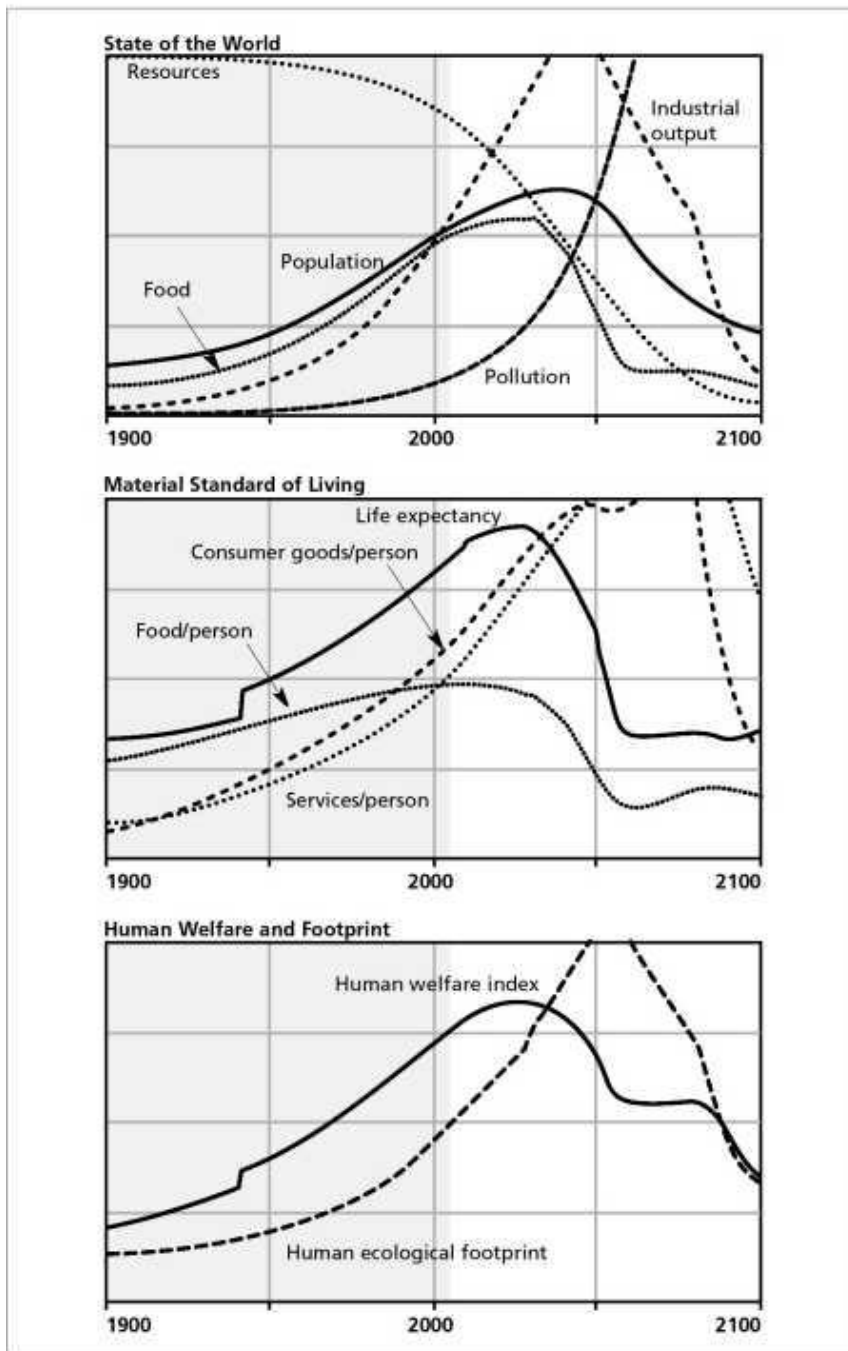 State of the World
Resources
Industrial
output
Population
Food
Pollution
1900
2000
2100
Material Standard of Living
Life expectancy
Consumer goods/person
Food/person
Services/person
1900
2000
2100
Human Welfare and Footprint
Human welfare index
Human ecological footprint
1900
2000
2100